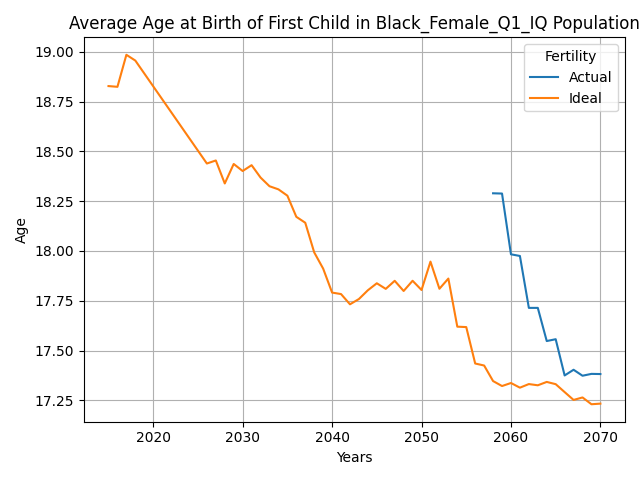 Average Age at Birth of First Child in Black_Female_Q1_IQ Population
19.00
18.75
18.50
18.25
18.00
17.75
17.50
17.25
Age
Fertility
Actual
Ideal
2020 2030 2040 2050 2060 2070
Years